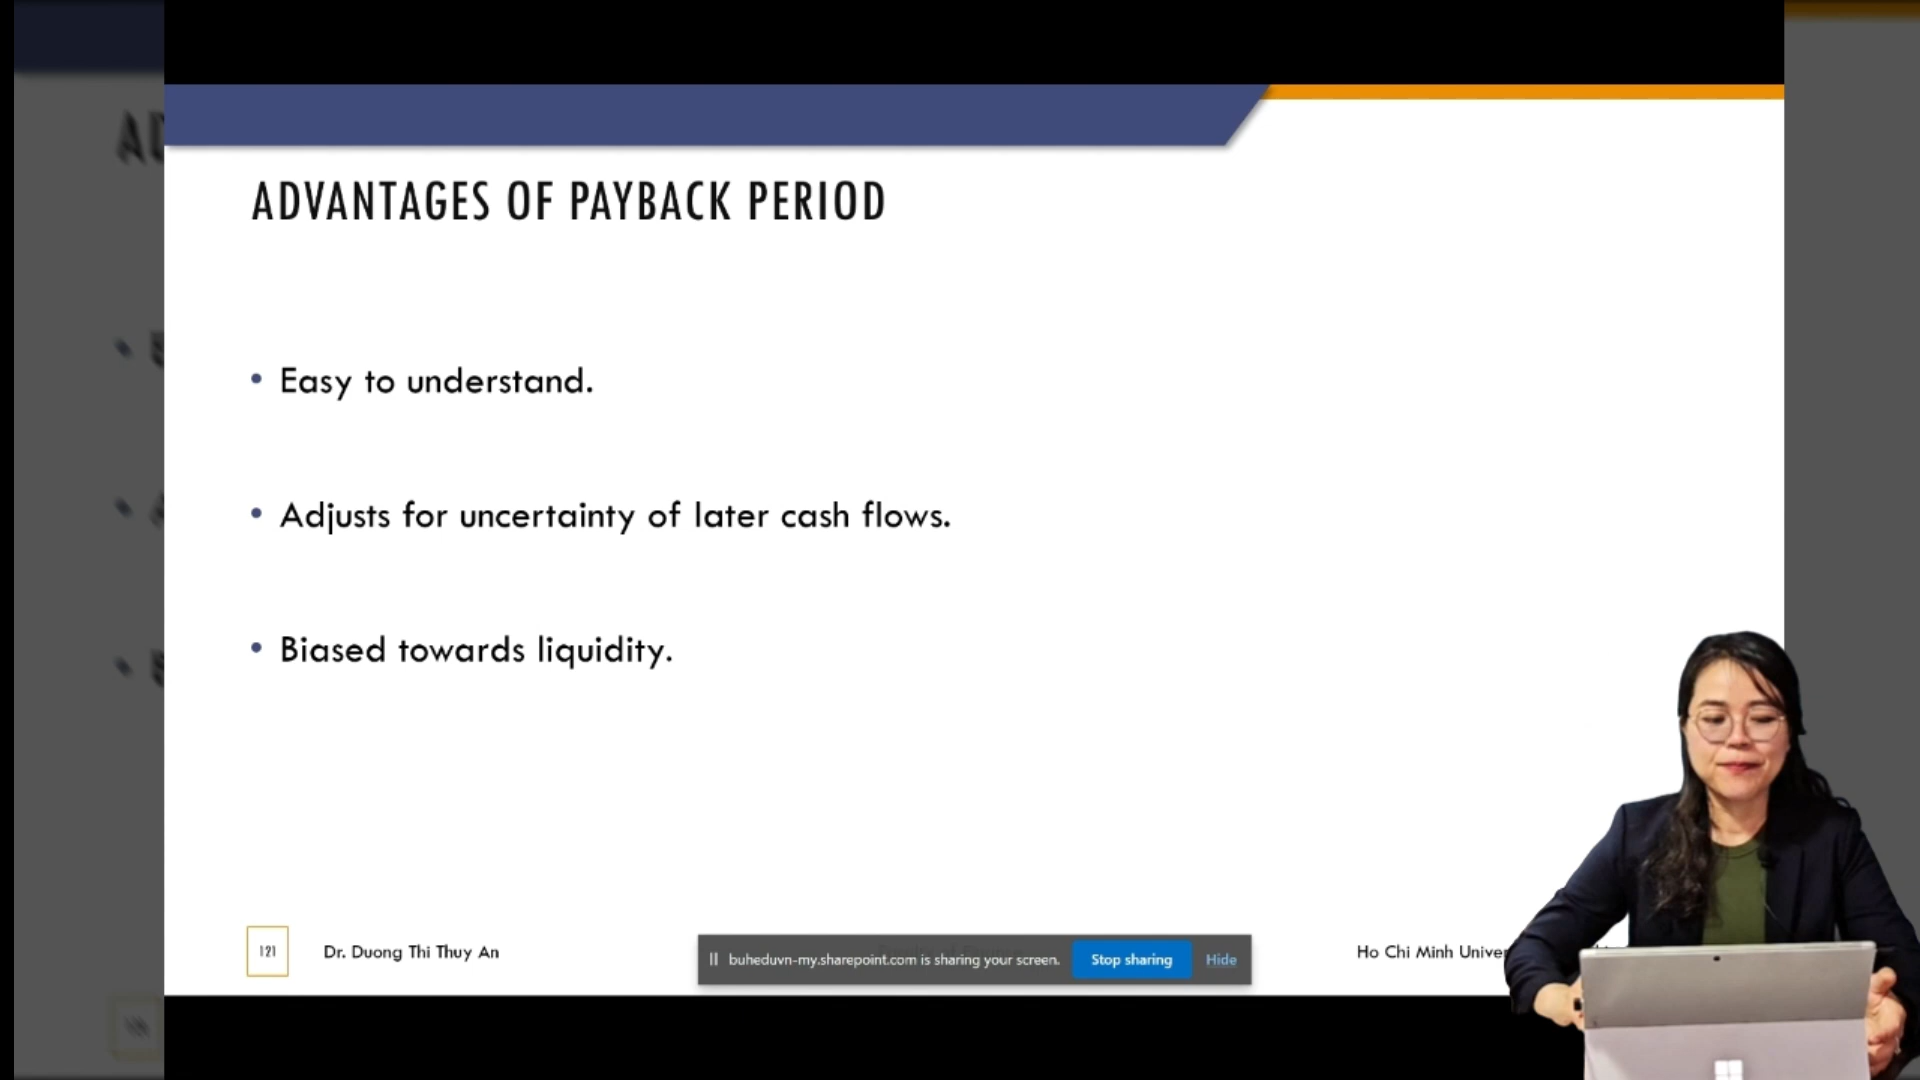 ADVANTAGES OF PAYBACK PERIOD
• Easy to understand.
• Adjusts for uncertainty of later cash flows.
• Biased towards liquidity.
121
Dr. Duong Thi Thuy An
buheduvn-my.sharepoint.com is sharing your screen.
Stop sharing
Hide
Ho Chi Minh